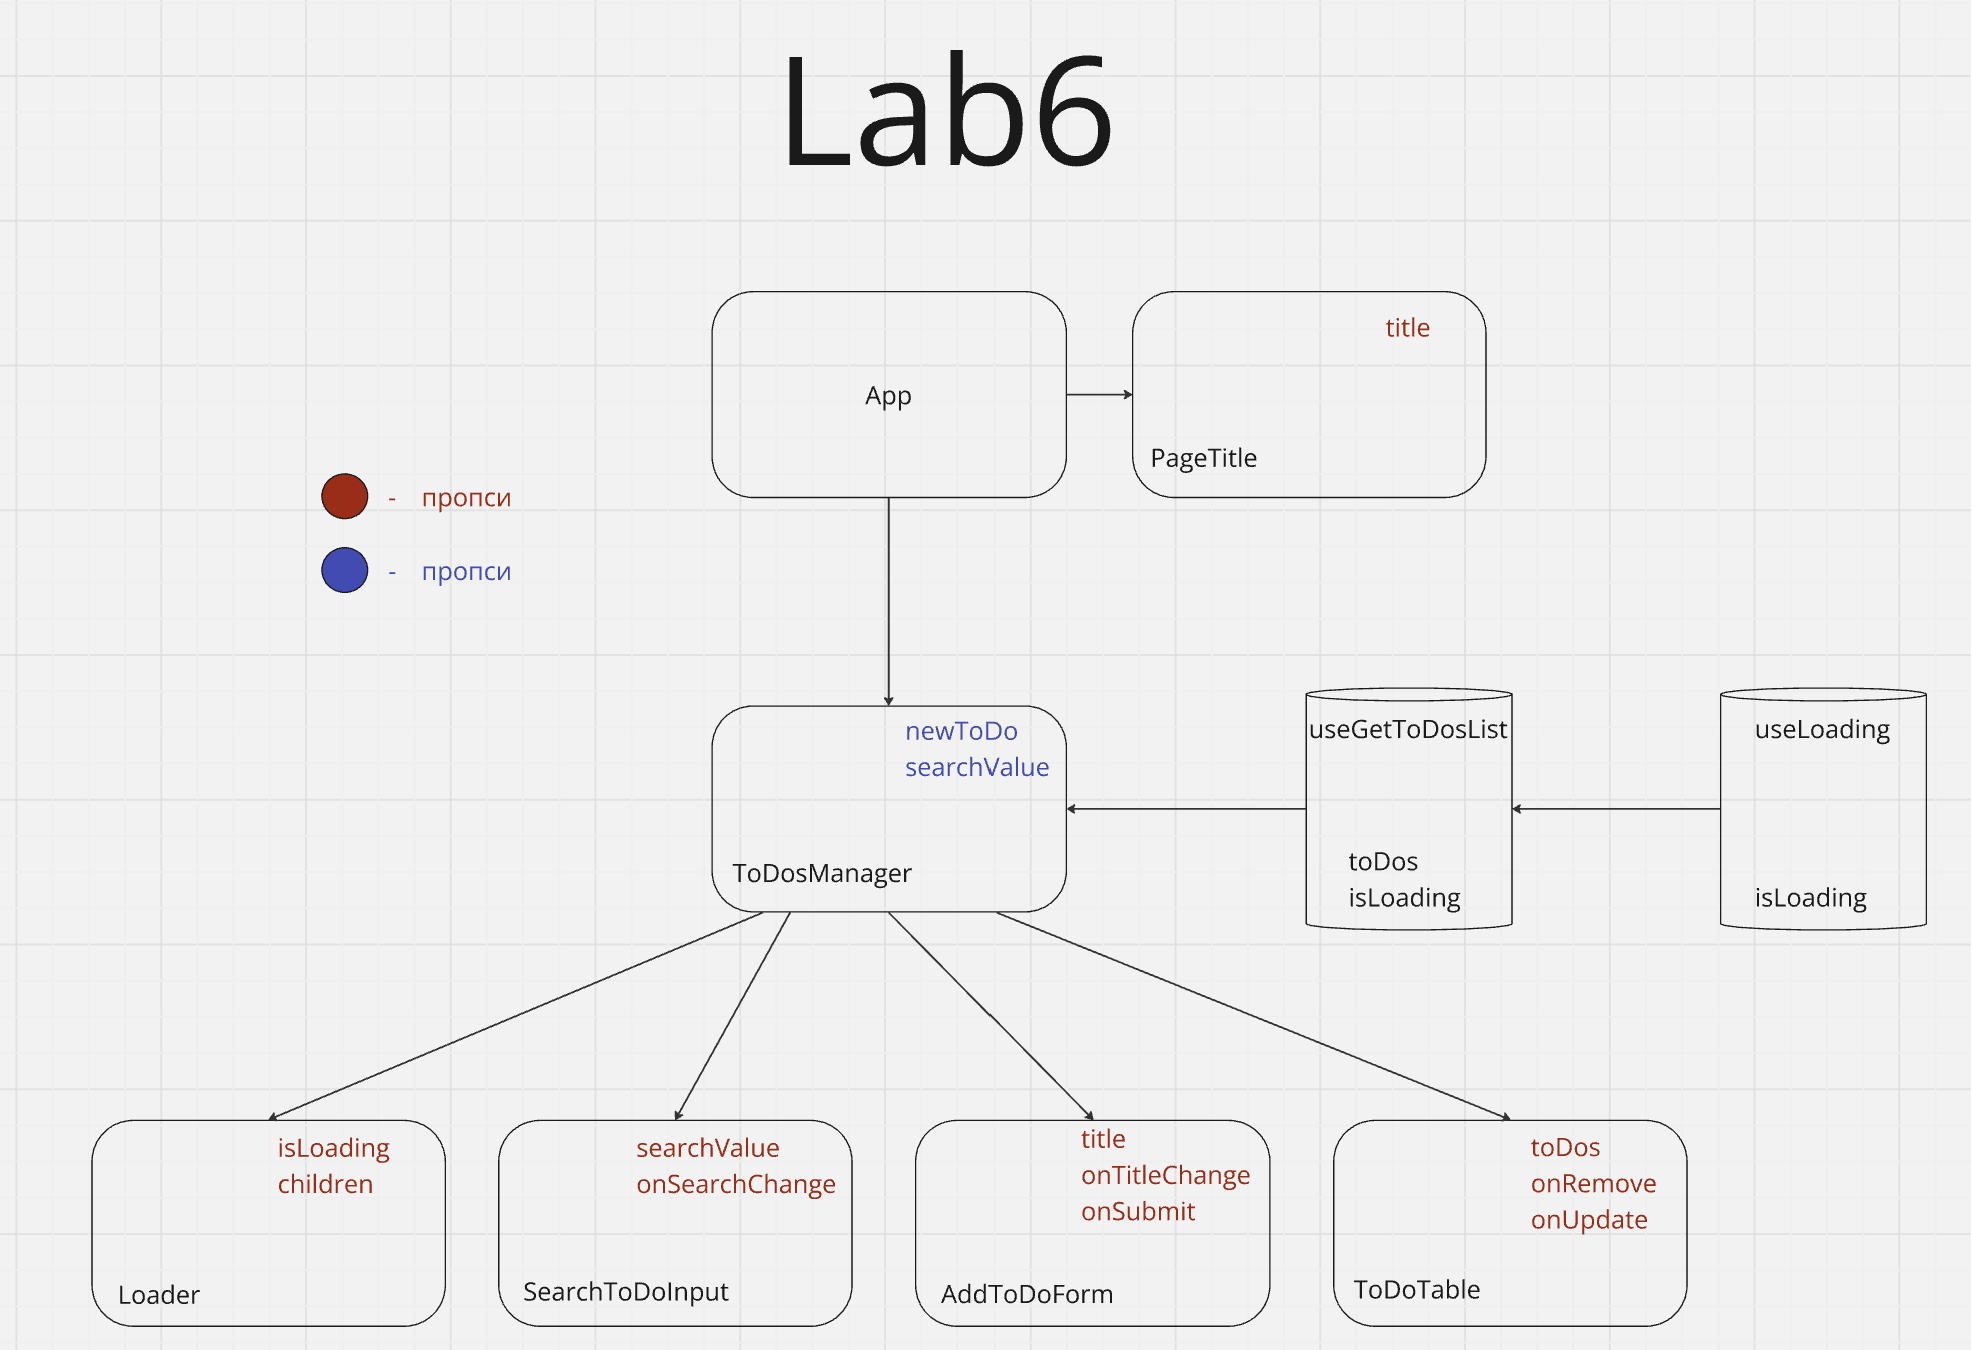 Lab6
App
title
PageTitle
- пропси
- пропси
newToDo
searchValue
ToDosManager
useGetToDosList
toDos
isLoading
useLoading
isLoading
isLoading
children
Loader
searchValue
onSearchChange
SearchToDoInput
title
onTitleChange
onSubmit
AddToDoForm
toDos
onRemove
onUpdate
ToDoTable